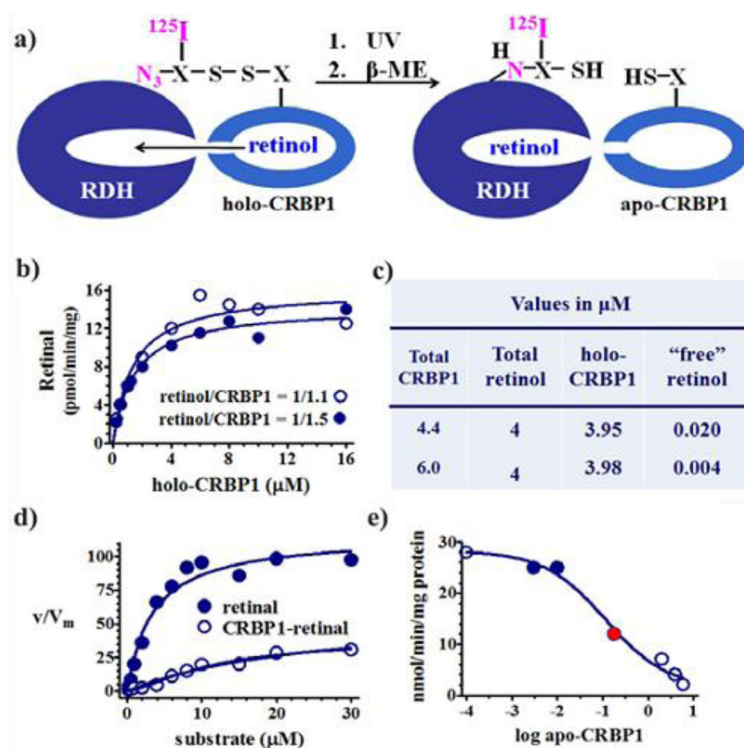 a)
125I
N3-X-S-S-X
1. UV
2. β-ME
125I
H
N-X-SH
HS-X
retinol
RDH
holo-CRBP1
retinol
RDH
apo-CRBP1
b)
16
12
8
4
0
Retinal
(pmol/min/mg)
retinol/CRBP1 = 1/1.1
retinol/CRBP1 = 1/1.5
0 2 4 6 8 10 12 14 16
holo-CRBP1 (µM)
c)
Values in µM
Total CRBP1
Total retinol
holo-CRBP1
“free” retinol
4.4 4 3.95 0.020
6.0 4 3.98 0.004
d)
100
75
50
25
0
v/Vm
retinal
CRBP1-retinal
0 10 20 30
substrate (µM)
e)
30
20
10
0
nmol/min/mg protein
-4 -3 -2 -1 0 1
log apo-CRBP1